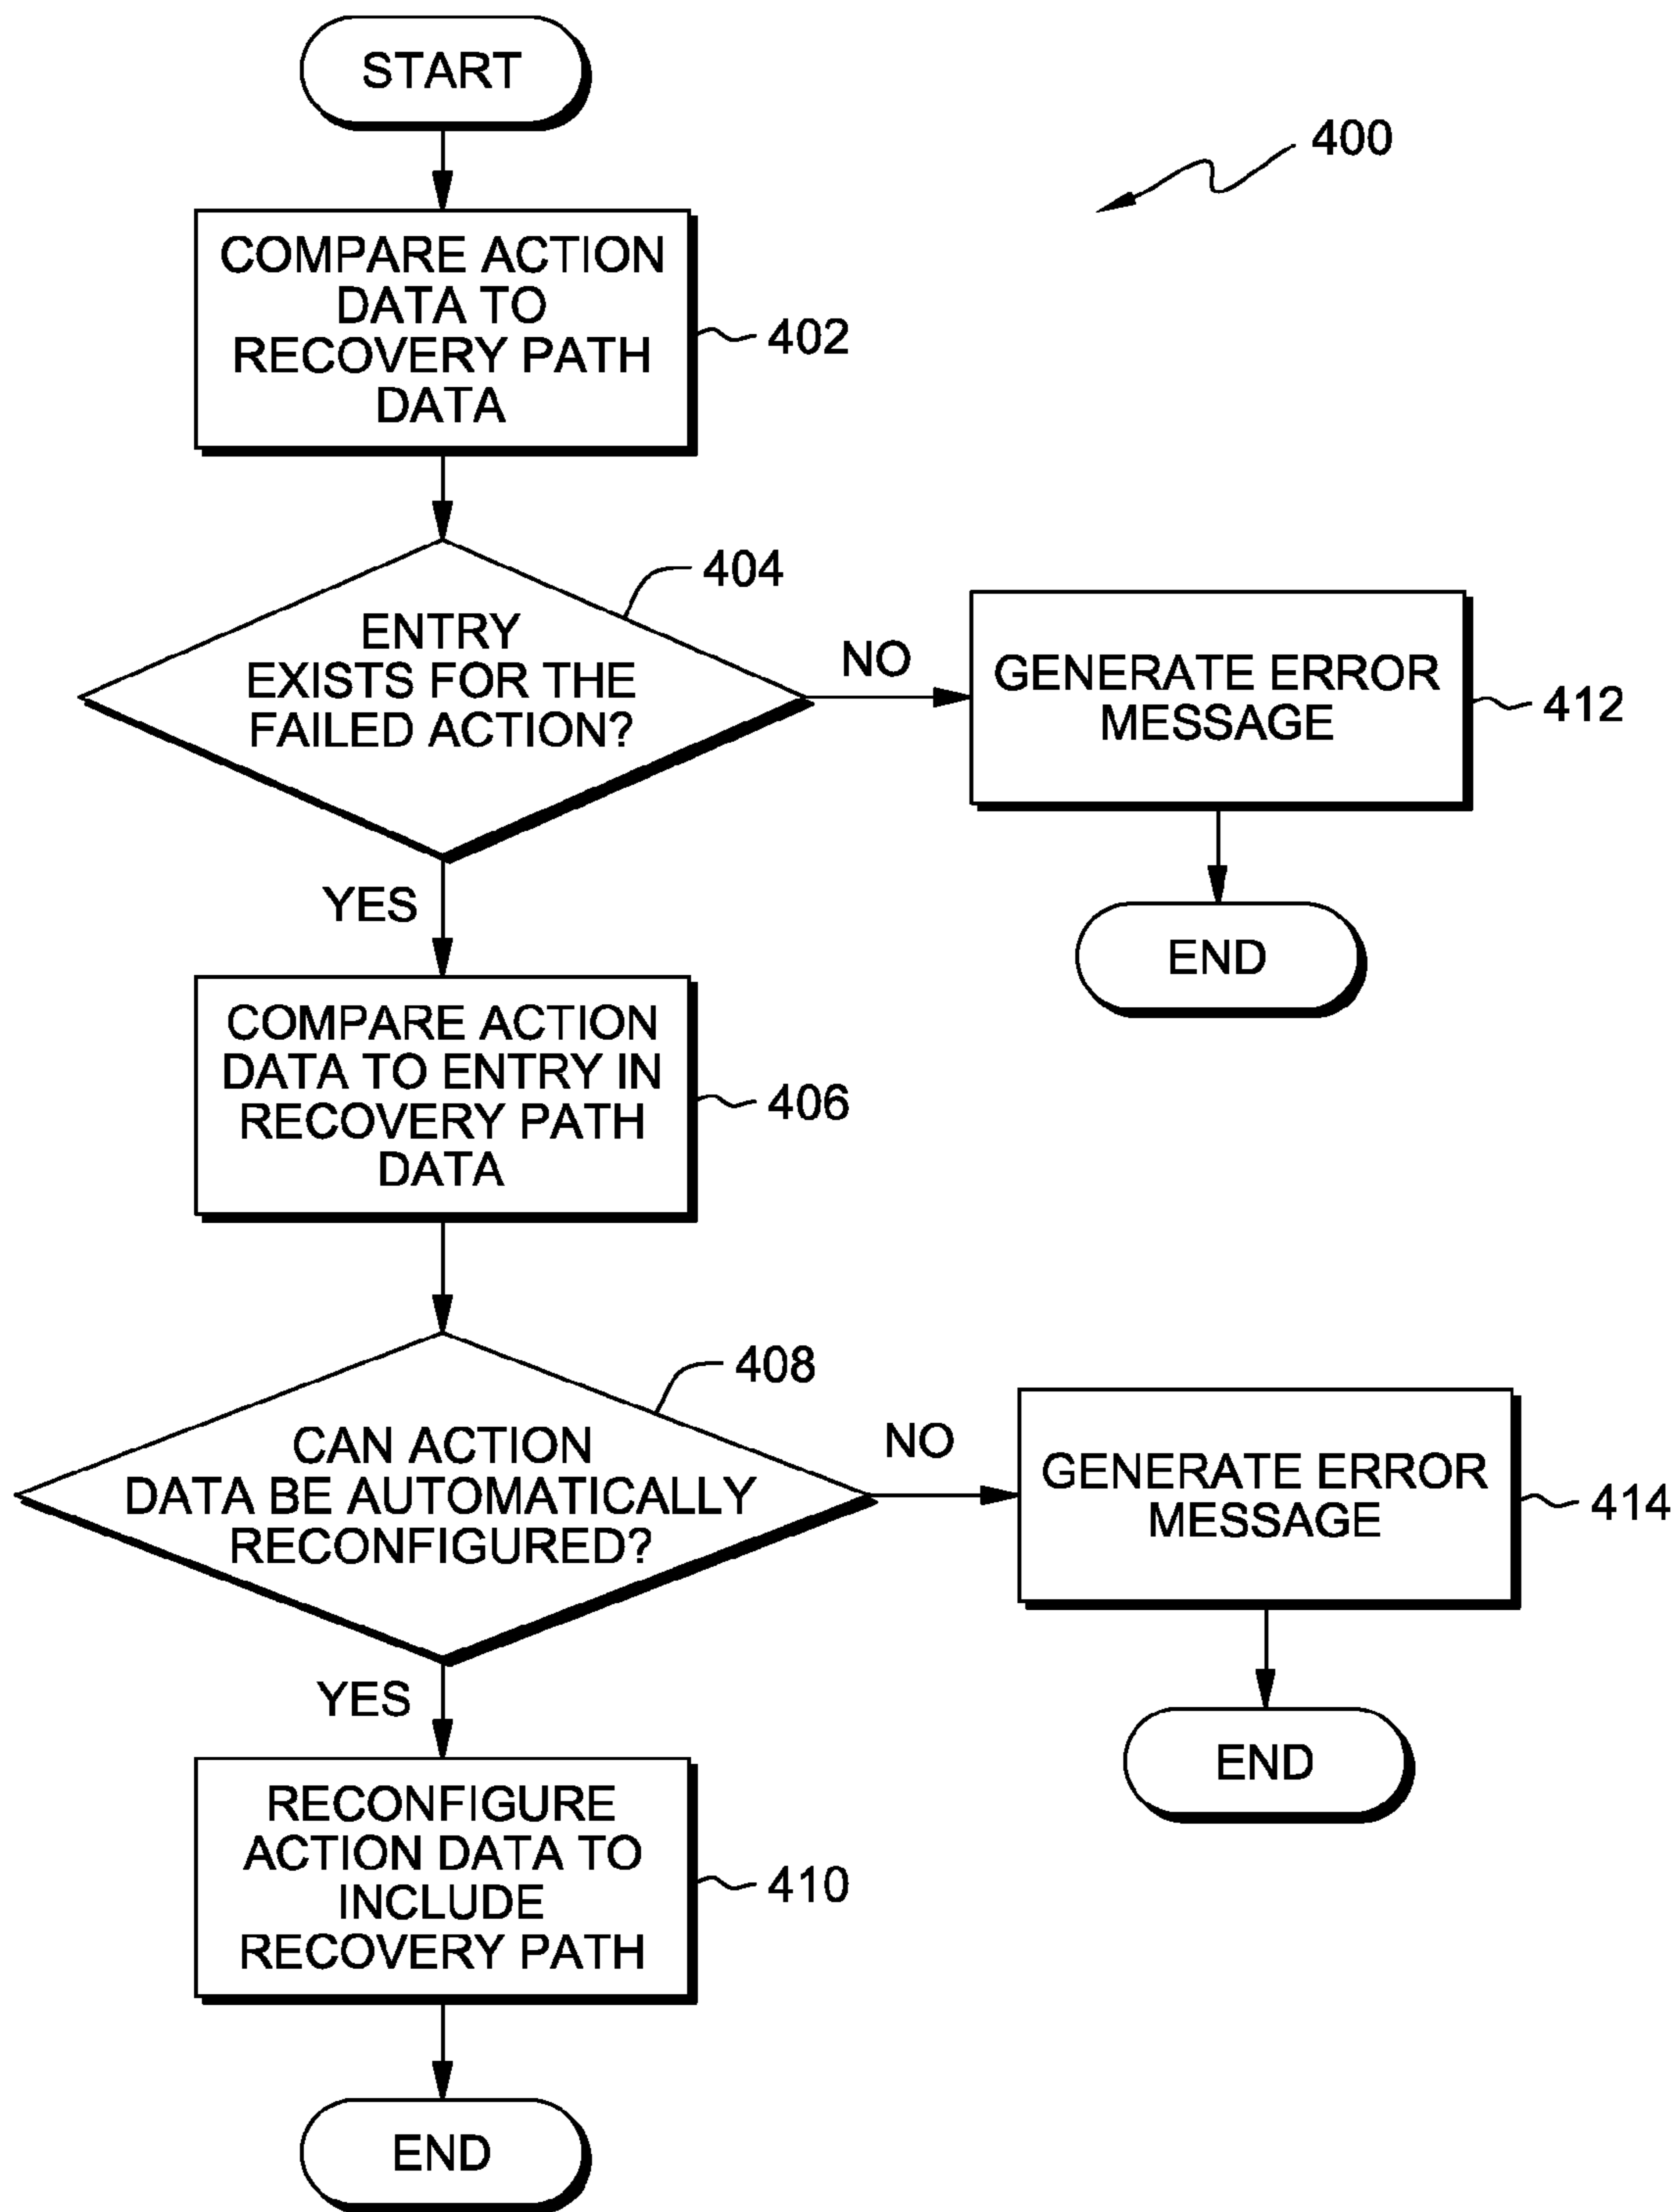 START
400
COMPARE ACTION
DATA TO
RECOVERY PATH
DATA
402
404
ENTRY
EXISTS FOR THE
FAILED ACTION?
NO
GENERATE ERROR
MESSAGE
412
END
YES
COMPARE ACTION
DATA TO ENTRY IN
RECOVERY PATH
DATA
406
408
CAN ACTION
DATA BE AUTOMATICALLY
RECONFIGURED?
NO
GENERATE ERROR
MESSAGE
414
END
YES
RECONFIGURE
ACTION DATA TO
INCLUDE
RECOVERY PATH
410
END